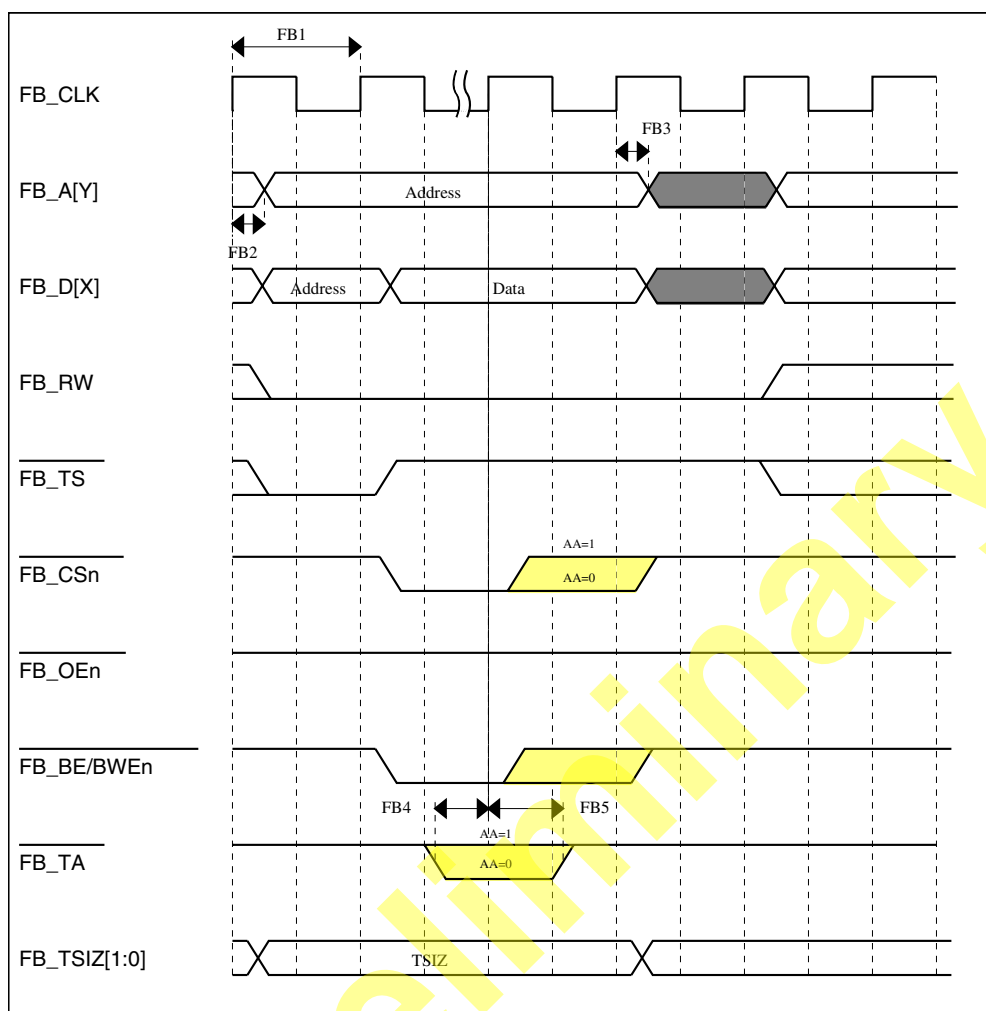 FB1
FB_CLK
FB3
FB_A[Y]
Address
FB2
FB_D[X]
Address
Data
FB_RW
FB_TS
FB_CSn
AA=1
AA=0
FB_OEn
FB_BE/BWEn
FB4
FB5
AA=1
FB_TA
AA=0
FB_TSIZ[1:0]
TSIZ
eliminary